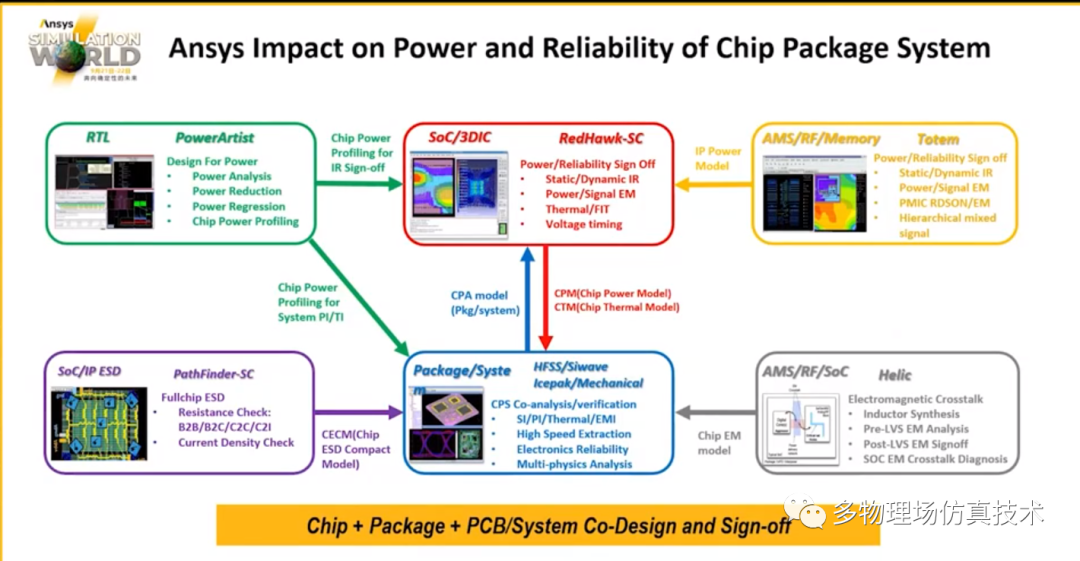 Ansys
SIMULATION
WORLD
Ansys Impact on Power and Reliability of Chip Package System
RTL
PowerArtist
Design For Power
• Power Analysis
• Power Reduction
• Power Regression
• Chip Power Profiling
Chip Power
Profiling for
IR Sign-off
SoC/3DIC
RedHawk-SC
Power/Reliability Sign Off
• Static/Dynamic IR
• Power/Signal EM
• Thermal/FIT
• Voltage timing
IP Power
Model
AMS/RF/Memory
Totem
Power/Reliability Sign off
• Static/Dynamic IR
• Power/Signal EM
• PMIC RDSON/EM
• Hierarchical mixed
signal
Chip Power
Profiling for
System PI/TI
CPA model
(Pkg/system)
CPM(Chip Power Model)
CTM(Chip Thermal Model)
SoC/IP ESD
PathFinder-SC
Fullchip ESD
• Resistance Check:
B2B/B2C/C2C/C2I
• Current Density Check
CECM(Chip
ESD Compact
Model)
Package/Syste
m
HFSS/Siwave
Icepak/Mechanical
CPS Co-analysis/verification
• SI/PI/Thermal/EMI
• High Speed Extraction
• Electronics Reliability
• Multi-physics Analysis
Chip EM
model
AMS/RF/SoC
Helic
Electromagnetic Crosstalk
• Inductor Synthesis
• Pre-LVS EM Analysis
• Post-LVS EM Signoff
• SOC EM Crosstalk Diagnosis
Chip + Package + PCB/System Co-Design and Sign-off
多物理场仿真技术